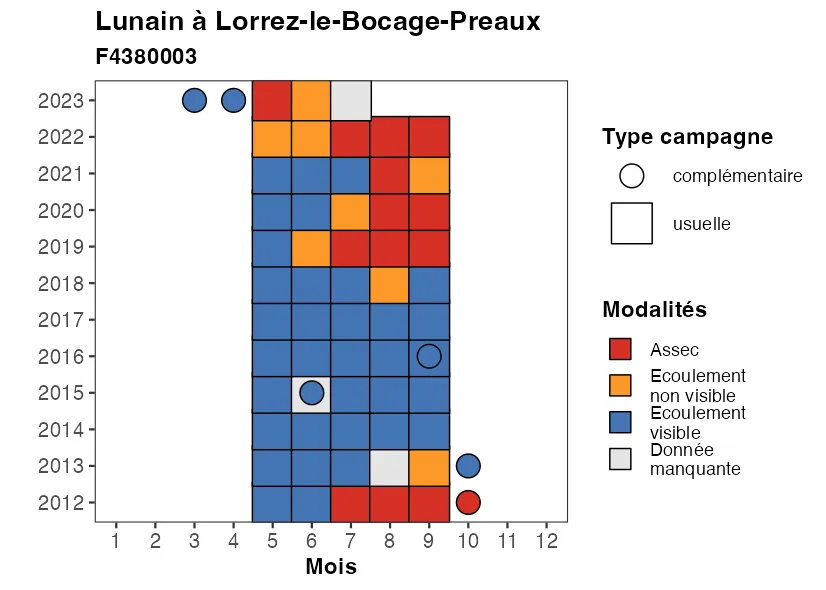 Lunain à Lorrez-le-Bocage-Preaux
F4380003
2023
2022
2021
2020
2019
2018
2017
2016
2015
2014
2013
2012
1 2 3 4 5 6 7 8 9 10 11 12
Mois
Type campagne
complémentaire
usuelle
Modalités
Assec
Ecoulement
non visible
Ecoulement
visible
Donnée
manquante